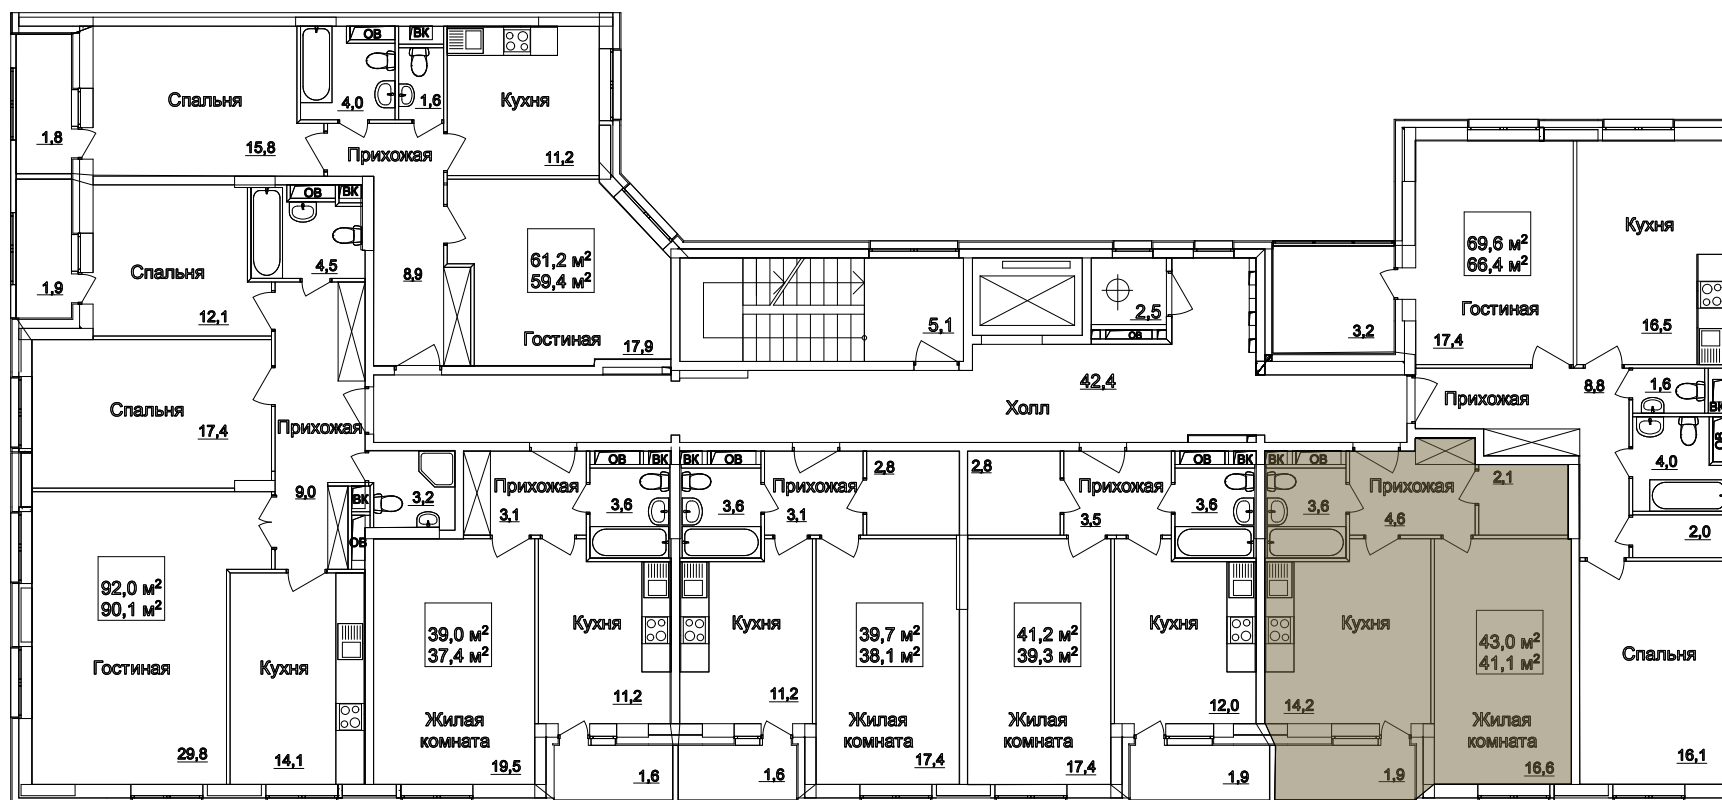 ОВ
ВК
Спальня
4,0
1,6
Кухня
1,8
15,8
Прихожая
11,2
ОВ
ВК
Спальня
4,5
8,9
61,2 м²
59,4 м²
1,9
12,1
Гостиная
17,9
5,1
2,5
ОВ
3,2
69,6 м²
66,4 м²
Гостиная
17,4
Кухня
16,5
Спальня
17,4
Прихожая
42,4
Холл
Прихожая
8,8
1,6
ВК
ОВ
4,0
2,0
9,0
ВК
ОВ
3,2
Прихожая
3,1
ОВ
ВК
3,6
ВК
ОВ
3,6
Прихожая
3,1
2,8
2,8
Прихожая
3,5
ОВ
ВК
3,6
ВК
ОВ
3,6
Прихожая
4,6
2,1
92,0 м²
90,1 м²
Гостиная
29,8
Кухня
14,1
39,0 м²
37,4 м²
Жилая
комната
19,5
Кухня
11,2
1,6
Кухня
11,2
1,6
39,7 м²
38,1 м²
Жилая
комната
17,4
41,2 м²
39,3 м²
Жилая
комната
17,4
Кухня
12,0
1,9
Кухня
14,2
1,9
43,0 м²
41,1 м²
Жилая
комната
16,6
Спальня
16,1